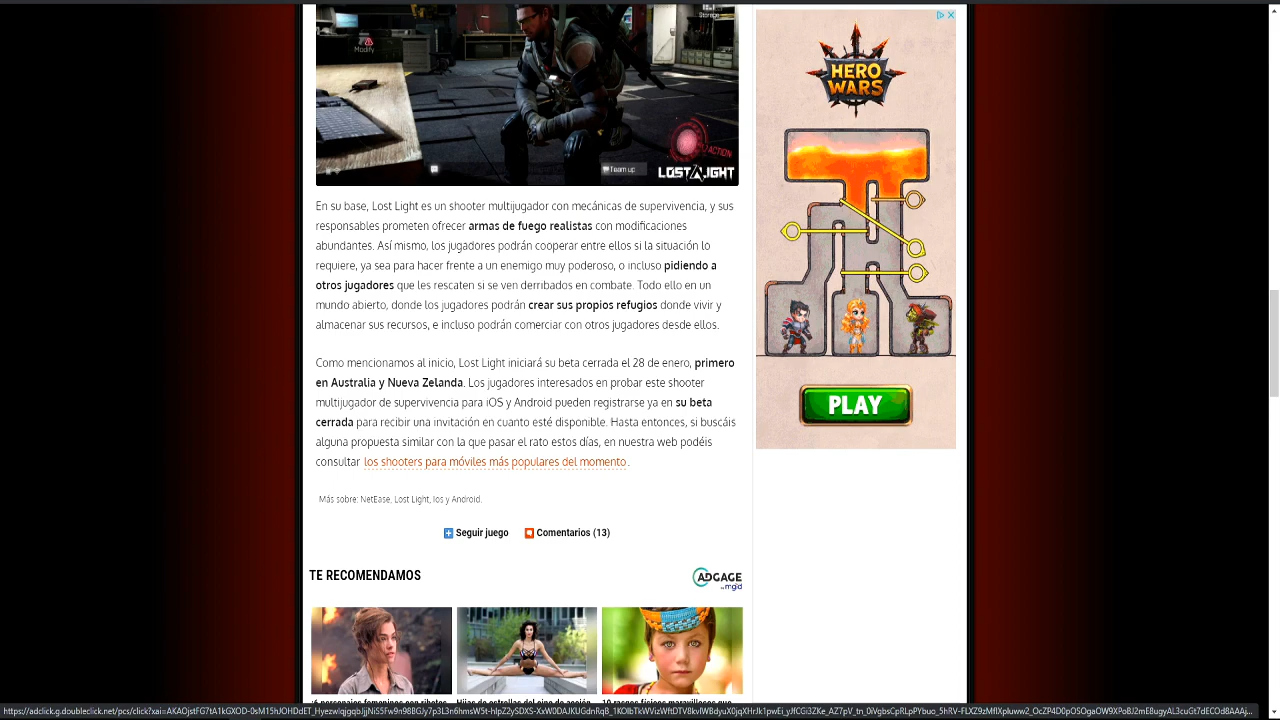 Storage
Modify
ACTION
Team up
LOST LIGHT
HERO
WARS
En su base, Lost Light es un shooter multijugador con mecánicas de supervivencia, y sus
responsables prometen ofrecer armas de fuego realistas con modificaciones
abundantes. Así mismo, los jugadores podrán cooperar entre ellos si la situación lo
requiere, ya sea para hacer frente a un enemigo muy poderoso, o incluso pidiendo a
otros jugadores que les rescaten si se ven derribados en combate. Todo ello en un
mundo abierto, donde los jugadores podrán crear sus propios refugios donde vivir y
almacenar sus recursos, e incluso podrán comerciar con otros jugadores desde ellos.
Como mencionamos al inicio, Lost Light iniciará su beta cerrada el 28 de enero, primero
en Australia y Nueva Zelanda. Los jugadores interesados en probar este shooter
multijugador de supervivencia para iOS y Android pueden registrarse ya en su beta
cerrada para recibir una invitación en cuanto esté disponible. Hasta entonces, si buscáis
alguna propuesta similar con la que pasar el rato estos días, en nuestra web podéis
consultar los shooters para móviles más populares del momento.
PLAY
Más sobre: NetEase, Lost Light, Ios y Android.
Seguir juego
Comentarios (13)
TE RECOMENDAMOS
ADGAGE
by mgid